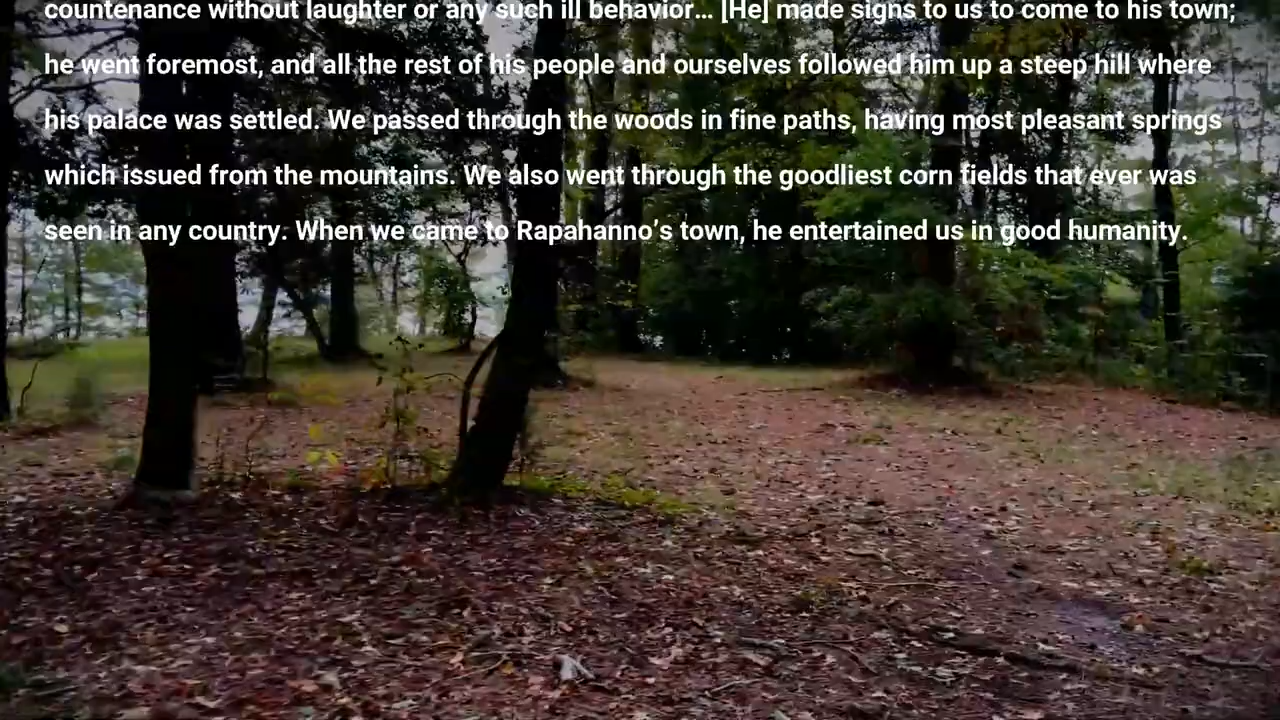 countenance without laughter or any such ill behavior… [He] made signs to us to come to his town;
he went foremost, and all the rest of his people and ourselves followed him up a steep hill where
his palace was settled. We passed through the woods in fine paths, having most pleasant springs
which issued from the mountains. We also went through the goodliest corn fields that ever was
seen in any country. When we came to Rapahanno’s town, he entertained us in good humanity.